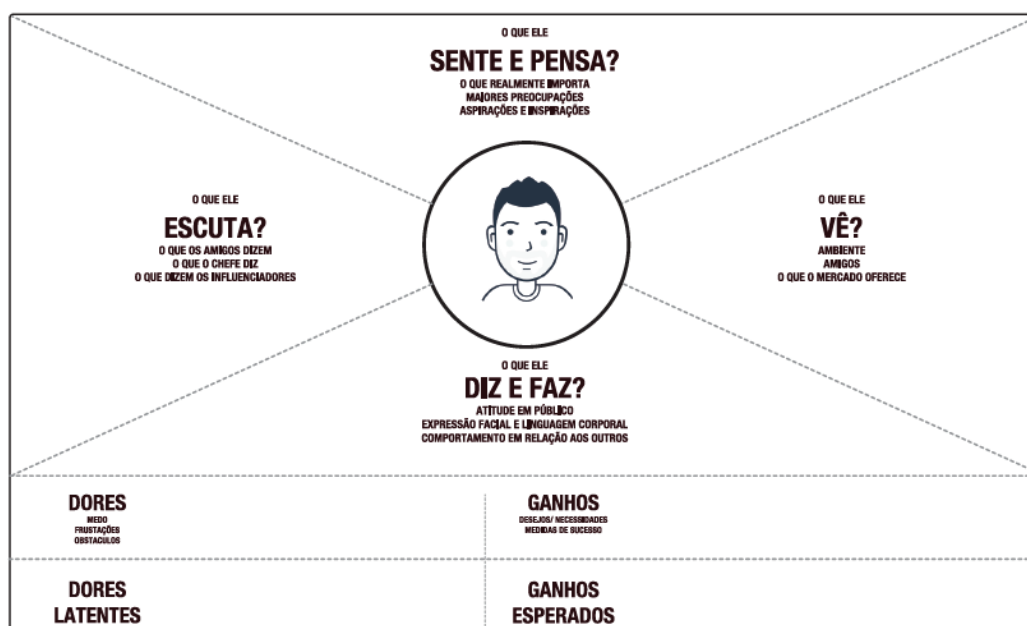 O QUE ELE
SENTE E PENSA?
O QUE REALMENTE IMPORTA
MAIORES PREOCUPAÇÕES
ASPIRAÇÕES E INSPIRAÇÕES
O QUE ELE
ESCUTA?
O QUE OS AMIGOS DIZEM
O QUE O CHEFE DIZ
O QUE DIZEM OS INFLUENCIADORES
O QUE ELE
VÊ?
AMBIENTE
AMIGOS
O QUE O MERCADO OFERECE
O QUE ELE
DIZ E FAZ?
ATITUDE EM PÚBLICO
EXPRESSÃO FACIAL E LINGUAGEM CORPORAL
COMPORTAMENTO EM RELAÇÃO AOS OUTROS
DORES
MEDO
FRUSTAÇÕES
OBSTACULOS
GANHOS
DESEJOS/ NECESSIDADES
MEDIDAS DE SUCESSO
DORES
LATENTES
GANHOS
ESPERADOS